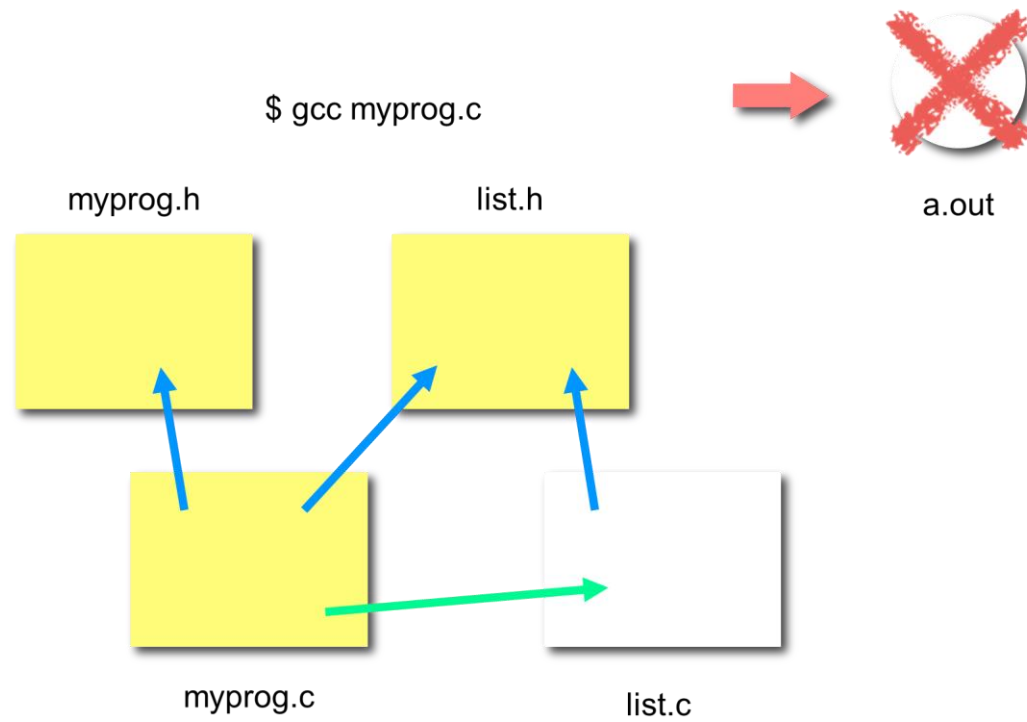 $ gcc myprog.c
myprog.h
list.h
a.out
myprog.c
list.c